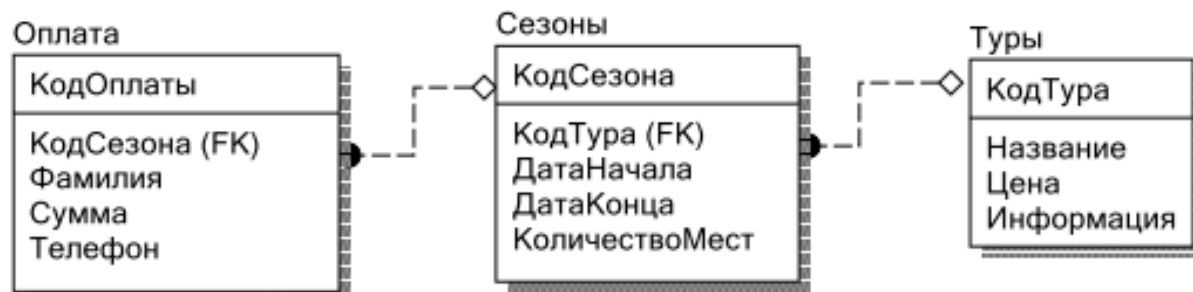 Оплата
КодОплаты
КодСезона (FK)
Фамилия
Сумма
Телефон
Сезоны
КодСезона
КодТура (FK)
ДатаНачала
ДатаКонца
КоличествоМест
Туры
КодТура
Название
Цена
Информация